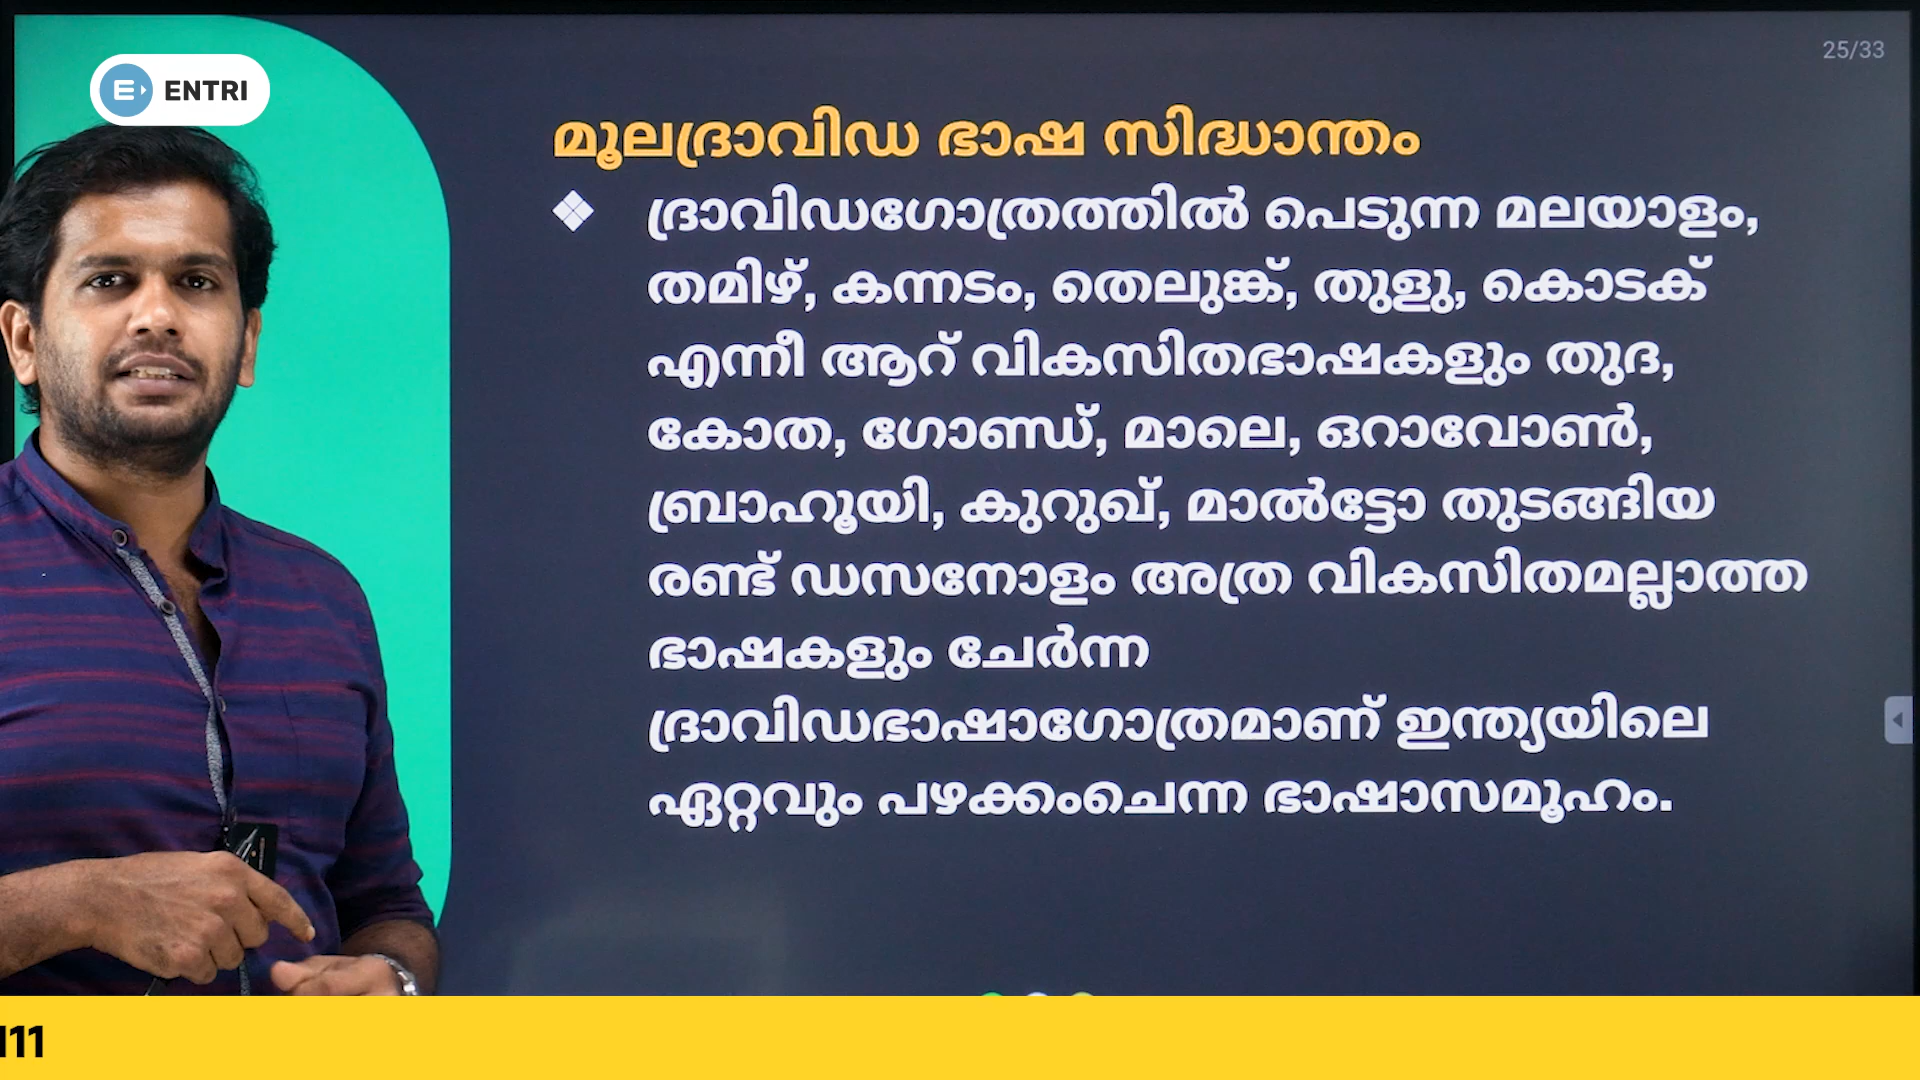 ENTRI
25/33
മൂലദ്രാവിഡ ഭാഷ സിദ്ധാന്തം
❖ ദ്രാവിഡഗോത്രത്തിൽ പെടുന്ന മലയാളം,
തമിഴ്, കന്നടം, തെലുങ്ക്, തുളു, കൊടക്
എന്നീ ആറ് വികസിതഭാഷകളും തുദ,
കോത, ഗോണ്ഡ്, മാലെ, ഒറാവോൺ,
ബ്രാഹൂയി, കുറുഖ്, മാൽട്ടോ തുടങ്ങിയ
രണ്ട് ഡസനോളം അത്ര വികസിതമല്ലാത്ത
ഭാഷകളും ചേർന്ന
ദ്രാവിഡഭാഷാഗോത്രമാണ് ഇന്ത്യയിലെ
ഏറ്റവും പഴക്കംചെന്ന ഭാഷാസമൂഹം.